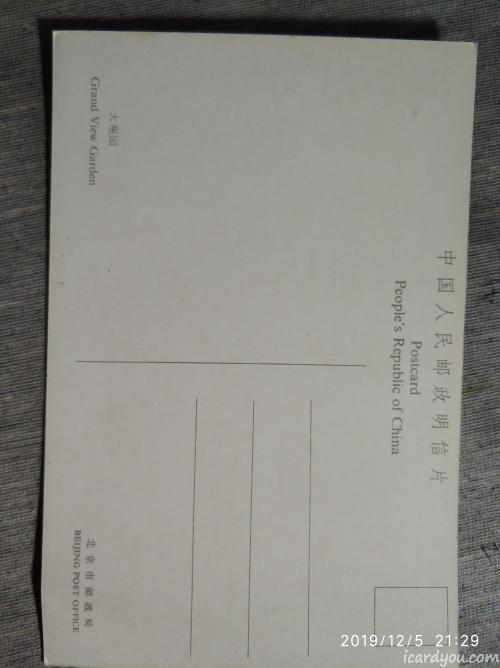 中国人民邮政明信片
Postcard
People's Republic of China
大观园
Grand View Garden
北京市邮政局
BEIJING POST OFFICE
2019/12/5 21:29
icardyou.com